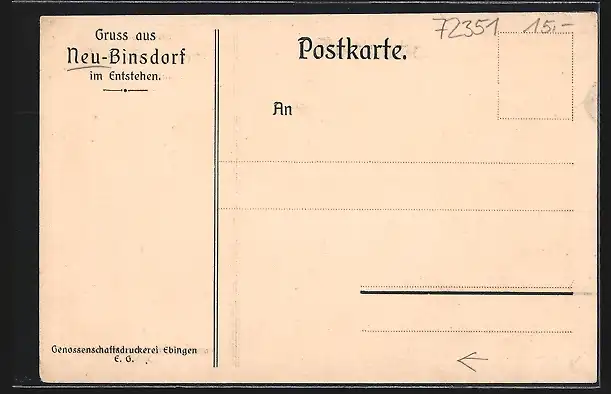 Gruss aus
Neu-Binsdorf
im Entstehen.
Postkarte.
72351 15.-
An
Genossenschaftsdruckerei Ebingen
E. G.